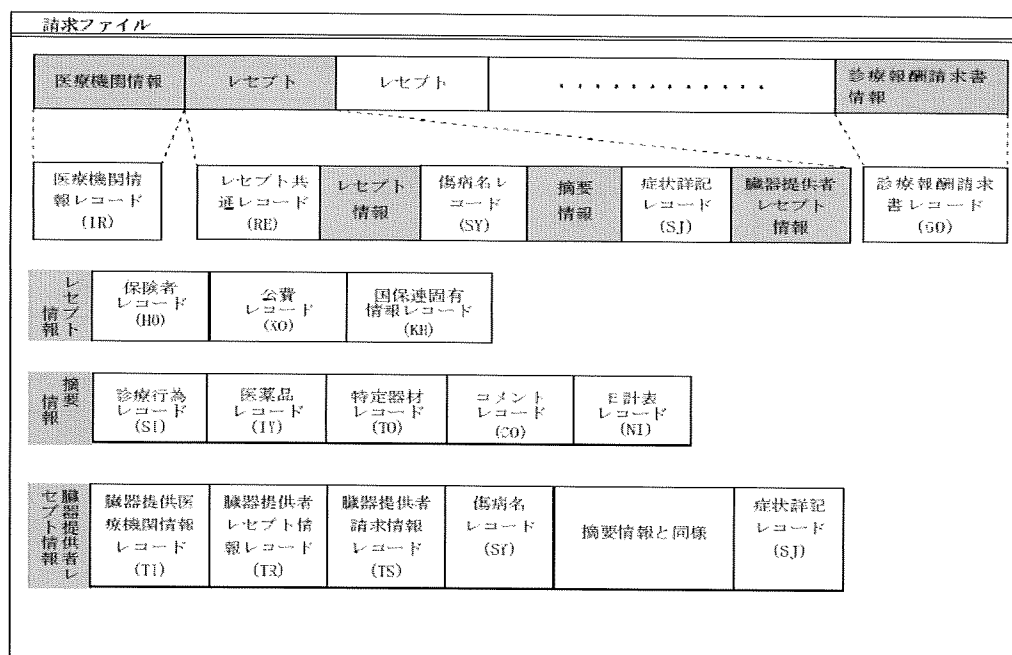 請求ファイル
医療機関情報
レセプト
レセプト
・・・・・・・・・・・・
診療報酬請求書
情報
医療機関情
報レコード
(IR)
レセプト共
通レコード
(RE)
レセプト
情報
傷病名レ
コード
(SY)
摘要
情報
症状詳記
レコード
(SJ)
臓器提供者
レセプト
情報
診療報酬請求
書レコード
(GO)
レセプト
情報
保険者
レコード
(HO)
公費
レコード
(KO)
国保連固有
情報レコード
(KH)
摘要
情報
診療行為
レコード
(SI)
医薬品
レコード
(IY)
特定器材
レコード
(TO)
コメント
レコード
(CO)
日計表
レコード
(NI)
臓器提供者レ
セプト情報
臓器提供医
療機関情報
レコード
(TI)
臓器提供者
レセプト情
報レコード
(TR)
臓器提供者
請求情報
レコード
(TS)
傷病名
レコード
(SY)
摘要情報と同様
症状詳記
レコード
(SJ)